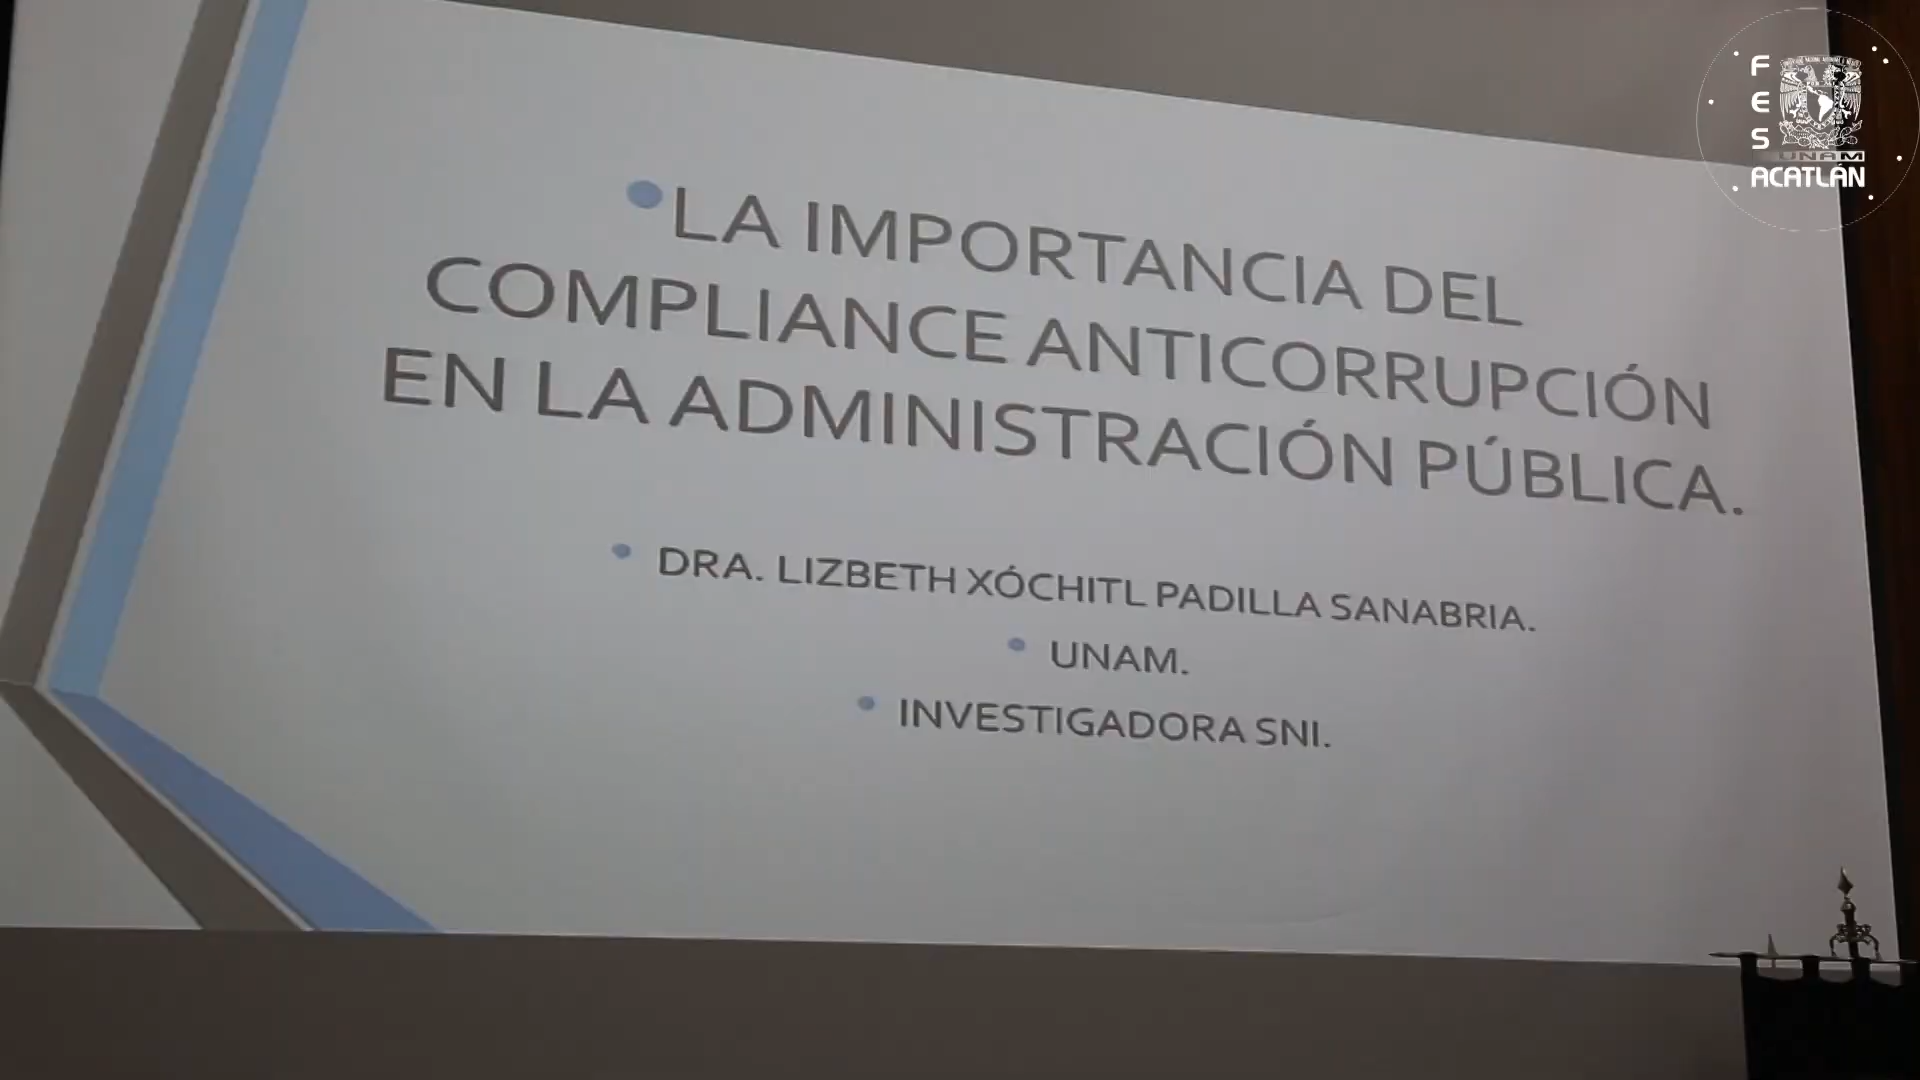 LA IMPORTANCIA DEL
COMPLIANCE ANTICORRUPCIÓN
EN LA ADMINISTRACIÓN PÚBLICA.
DRA. LIZBETH XÓCHITL PADILLA SANABRIA.
UNAM.
INVESTIGADORA SNI.
FES
UNAM
ACATLÁN